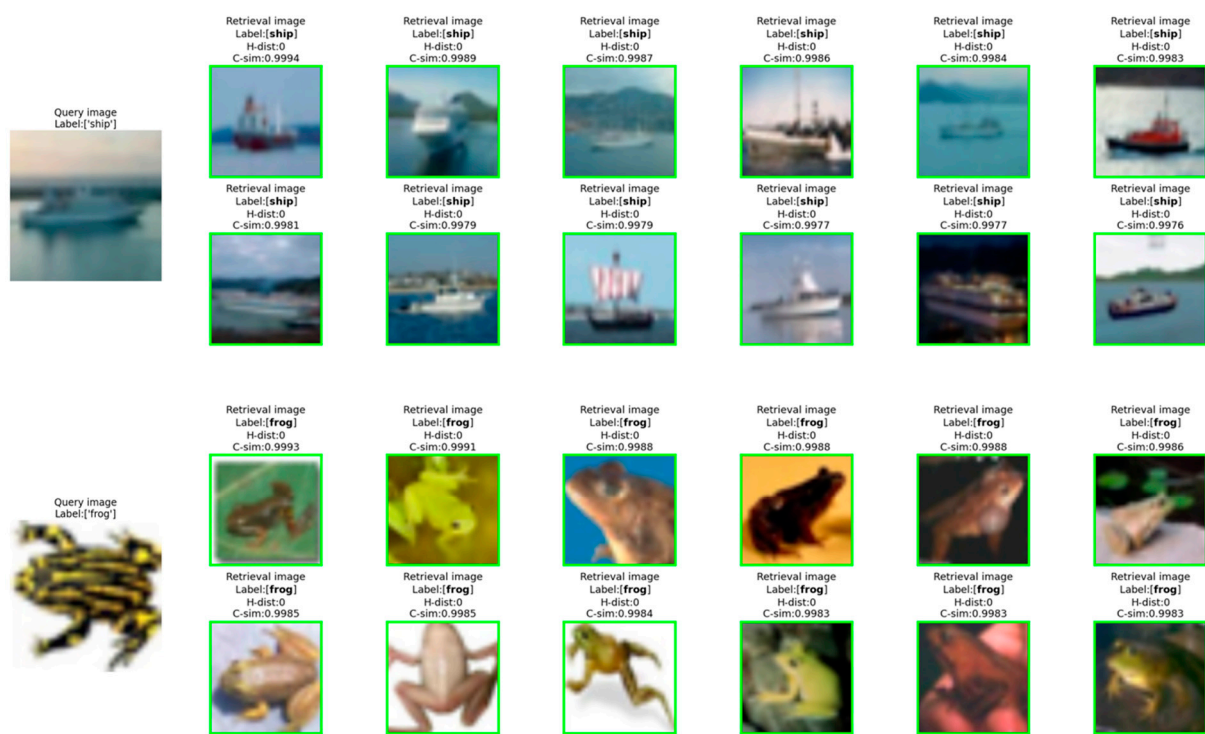 Retrieval image
Label:[ship]
H-dist:0
C-sim:0.9994
Retrieval image
Label:[ship]
H-dist:0
C-sim:0.9989
Retrieval image
Label:[ship]
H-dist:0
C-sim:0.9987
Retrieval image
Label:[ship]
H-dist:0
C-sim:0.9986
Retrieval image
Label:[ship]
H-dist:0
C-sim:0.9984
Retrieval image
Label:[ship]
H-dist:0
C-sim:0.9983
Query image
Label:['ship']
Retrieval image
Label:[ship]
H-dist:0
C-sim:0.9981
Retrieval image
Label:[ship]
H-dist:0
C-sim:0.9979
Retrieval image
Label:[ship]
H-dist:0
C-sim:0.9979
Retrieval image
Label:[ship]
H-dist:0
C-sim:0.9977
Retrieval image
Label:[ship]
H-dist:0
C-sim:0.9977
Retrieval image
Label:[ship]
H-dist:0
C-sim:0.9976
Retrieval image
Label:[frog]
H-dist:0
C-sim:0.9993
Retrieval image
Label:[frog]
H-dist:0
C-sim:0.9991
Retrieval image
Label:[frog]
H-dist:0
C-sim:0.9988
Retrieval image
Label:[frog]
H-dist:0
C-sim:0.9988
Retrieval image
Label:[frog]
H-dist:0
C-sim:0.9988
Retrieval image
Label:[frog]
H-dist:0
C-sim:0.9986
Query image
Label:['frog']
Retrieval image
Label:[frog]
H-dist:0
C-sim:0.9985
Retrieval image
Label:[frog]
H-dist:0
C-sim:0.9985
Retrieval image
Label:[frog]
H-dist:0
C-sim:0.9984
Retrieval image
Label:[frog]
H-dist:0
C-sim:0.9983
Retrieval image
Label:[frog]
H-dist:0
C-sim:0.9983
Retrieval image
Label:[frog]
H-dist:0
C-sim:0.9983